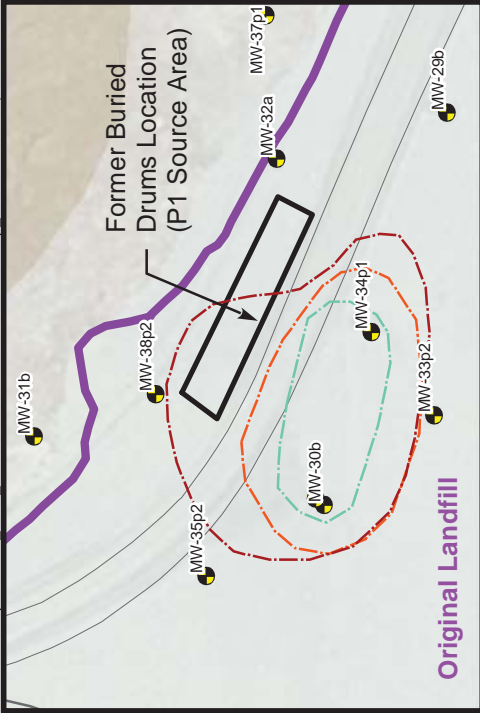 MW-37p1
MW-29b
MW-32a
Former Buried
Drums Location
(P1 Source Area)
MW-34p1
MW-38p2
MW-33p2
MW-31b
MW-30b
MW-35p2
Original Landfill